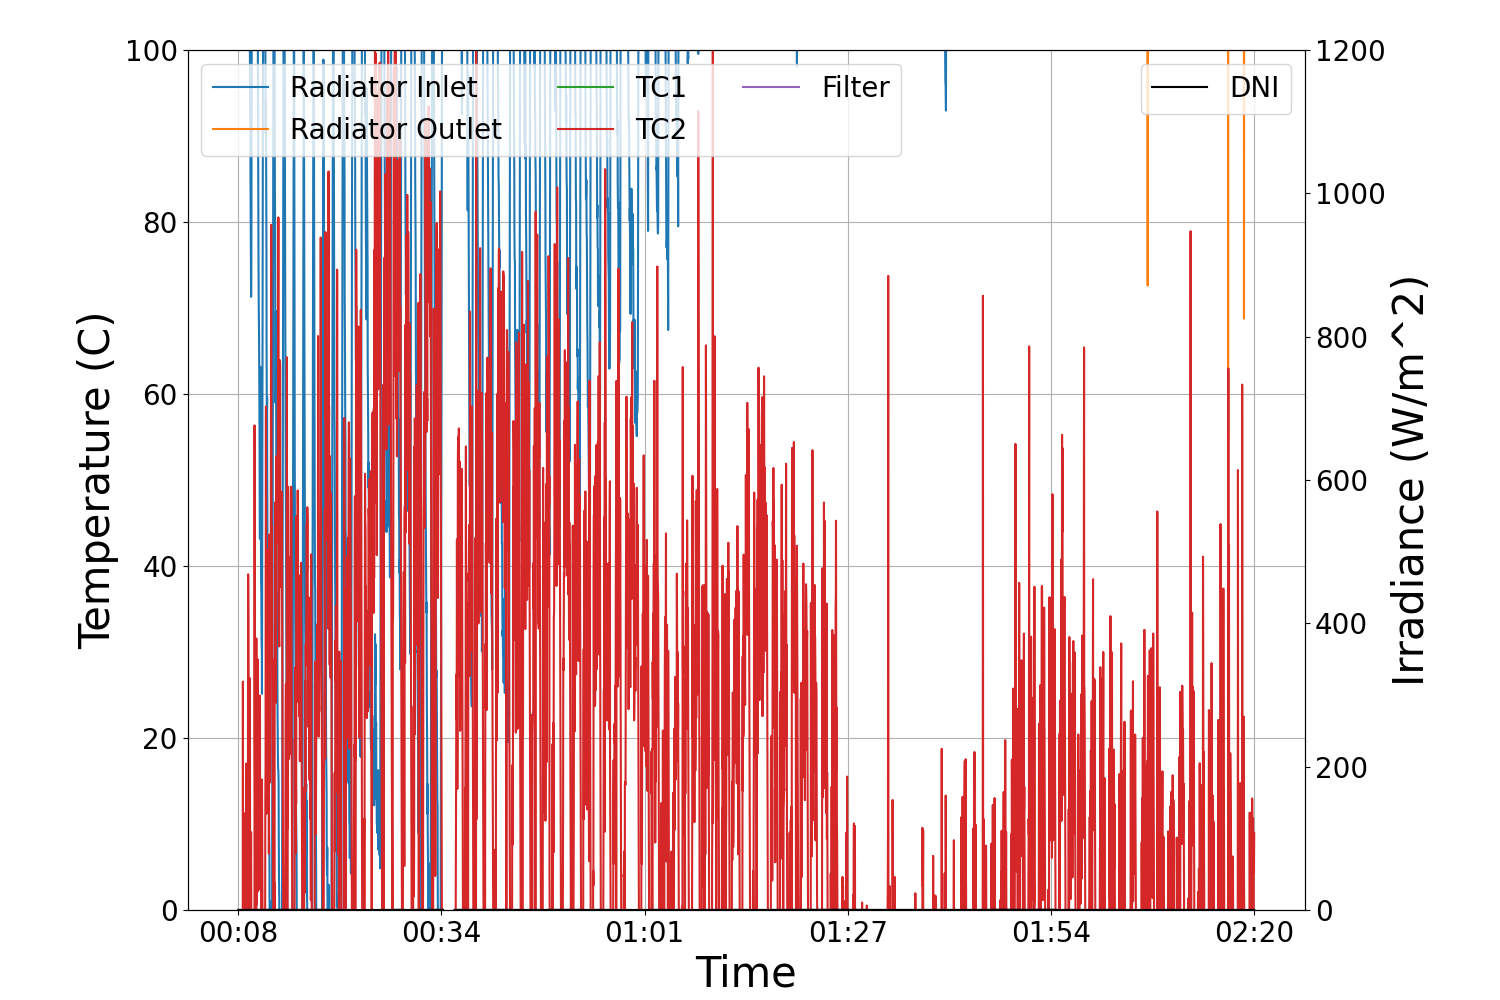 100
80
60
40
20
0
Temperature (C)
Radiator Inlet
Radiator Outlet
TC1
TC2
Filter
DNI
1200
1000
800
600
400
200
0
Irradiance (W/m^2)
00:08 00:34 01:01 01:27 01:54 02:20
Time